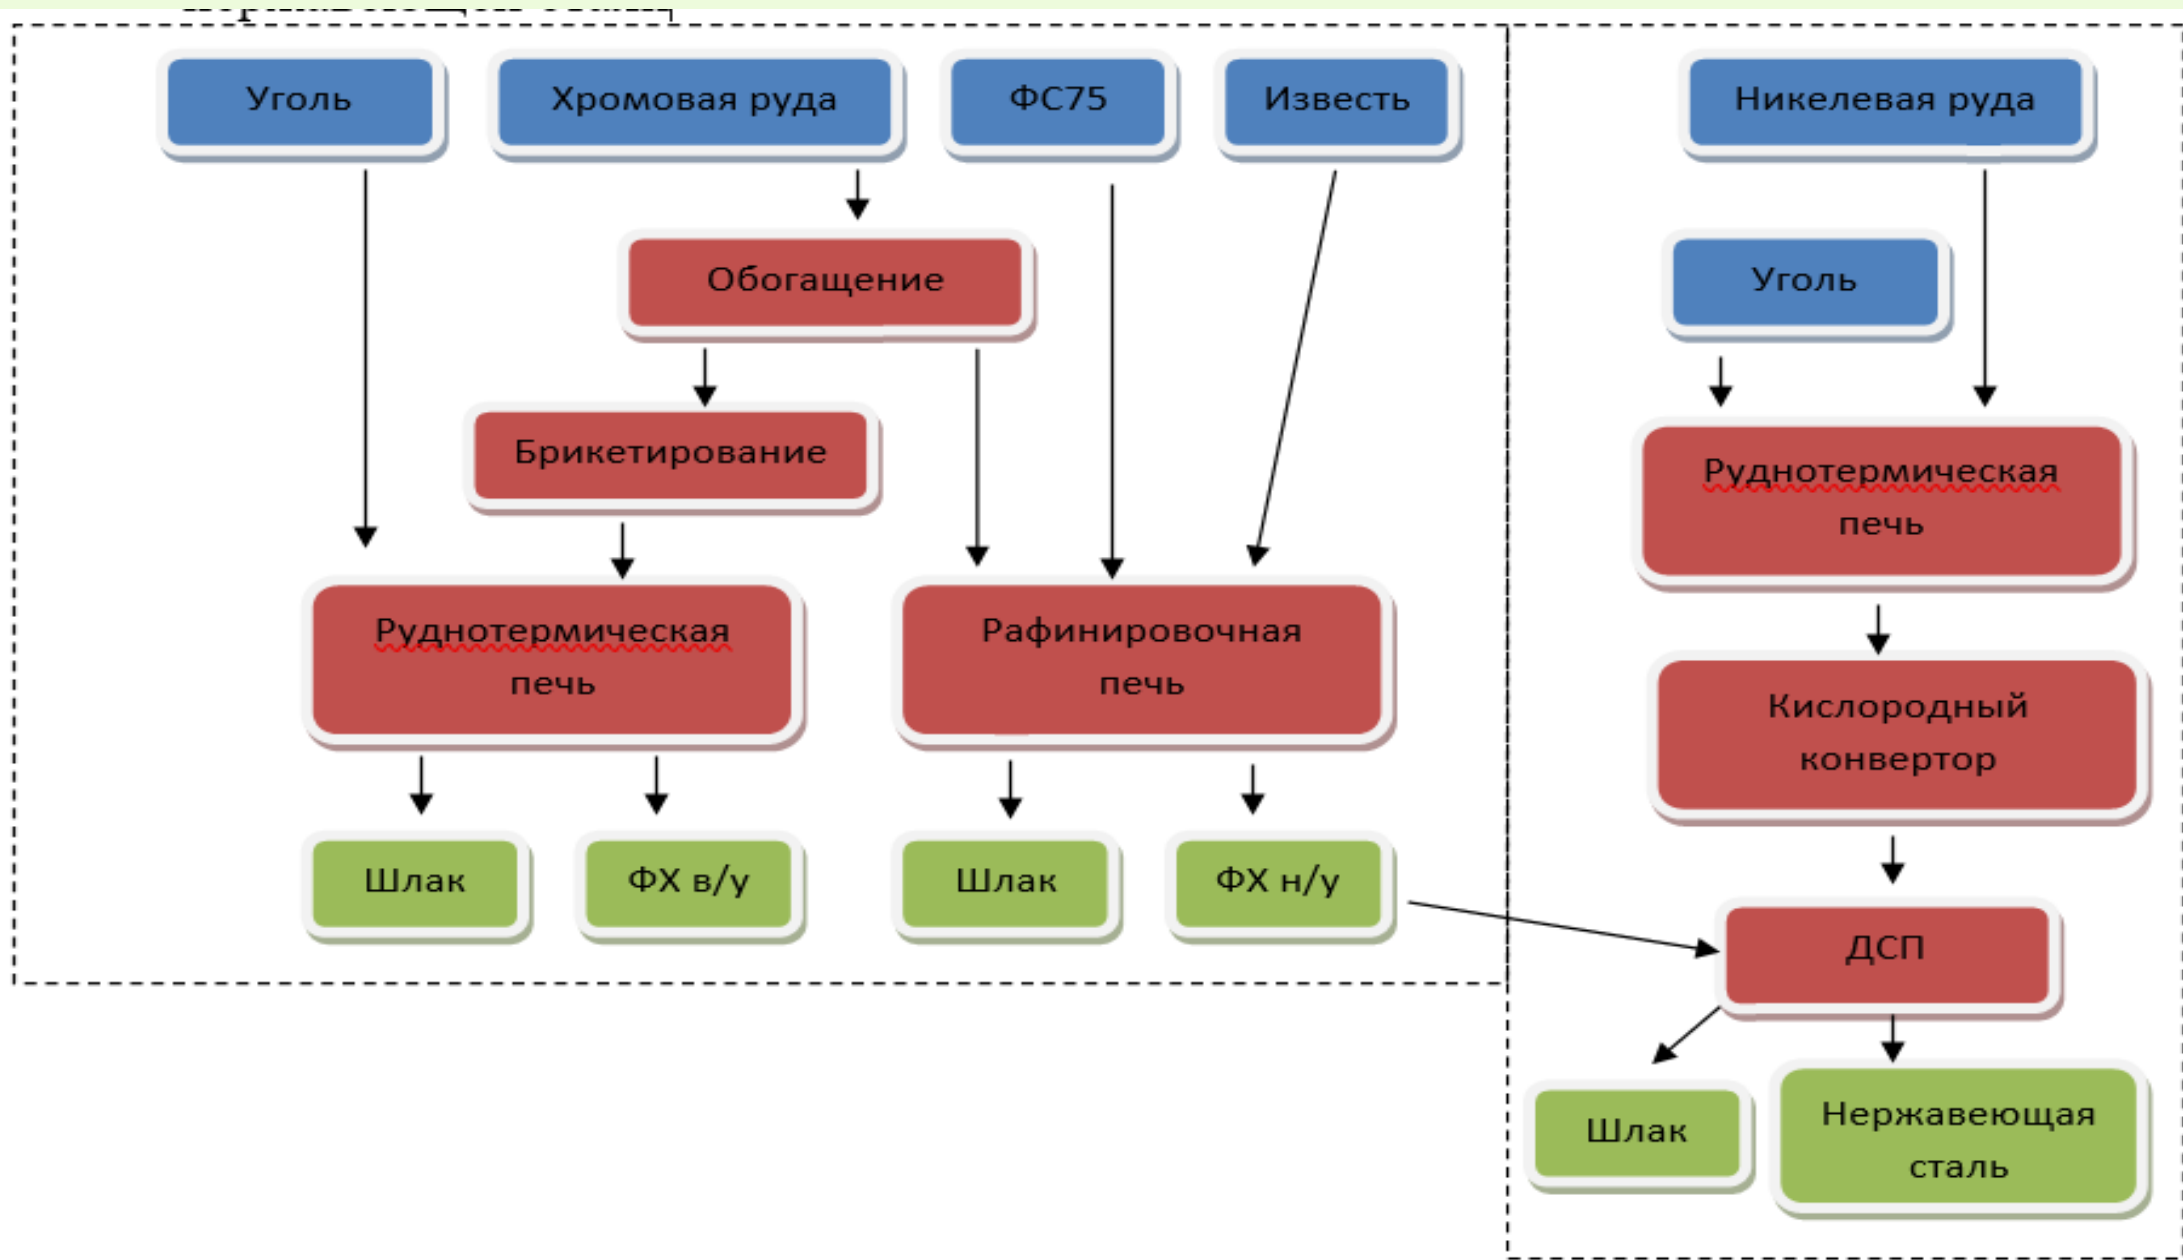 Уголь
Хромовая руда
ФС75
Известь
Никелевая руда
Обогащение
Уголь
Брикетирование
Руднотермическая
печь
Руднотермическая
печь
Рафинировочная
печь
Кислородный
конвертор
Шлак
ФХ в/у
Шлак
ФХ н/у
ДСП
Шлак
Нержавеющая
сталь